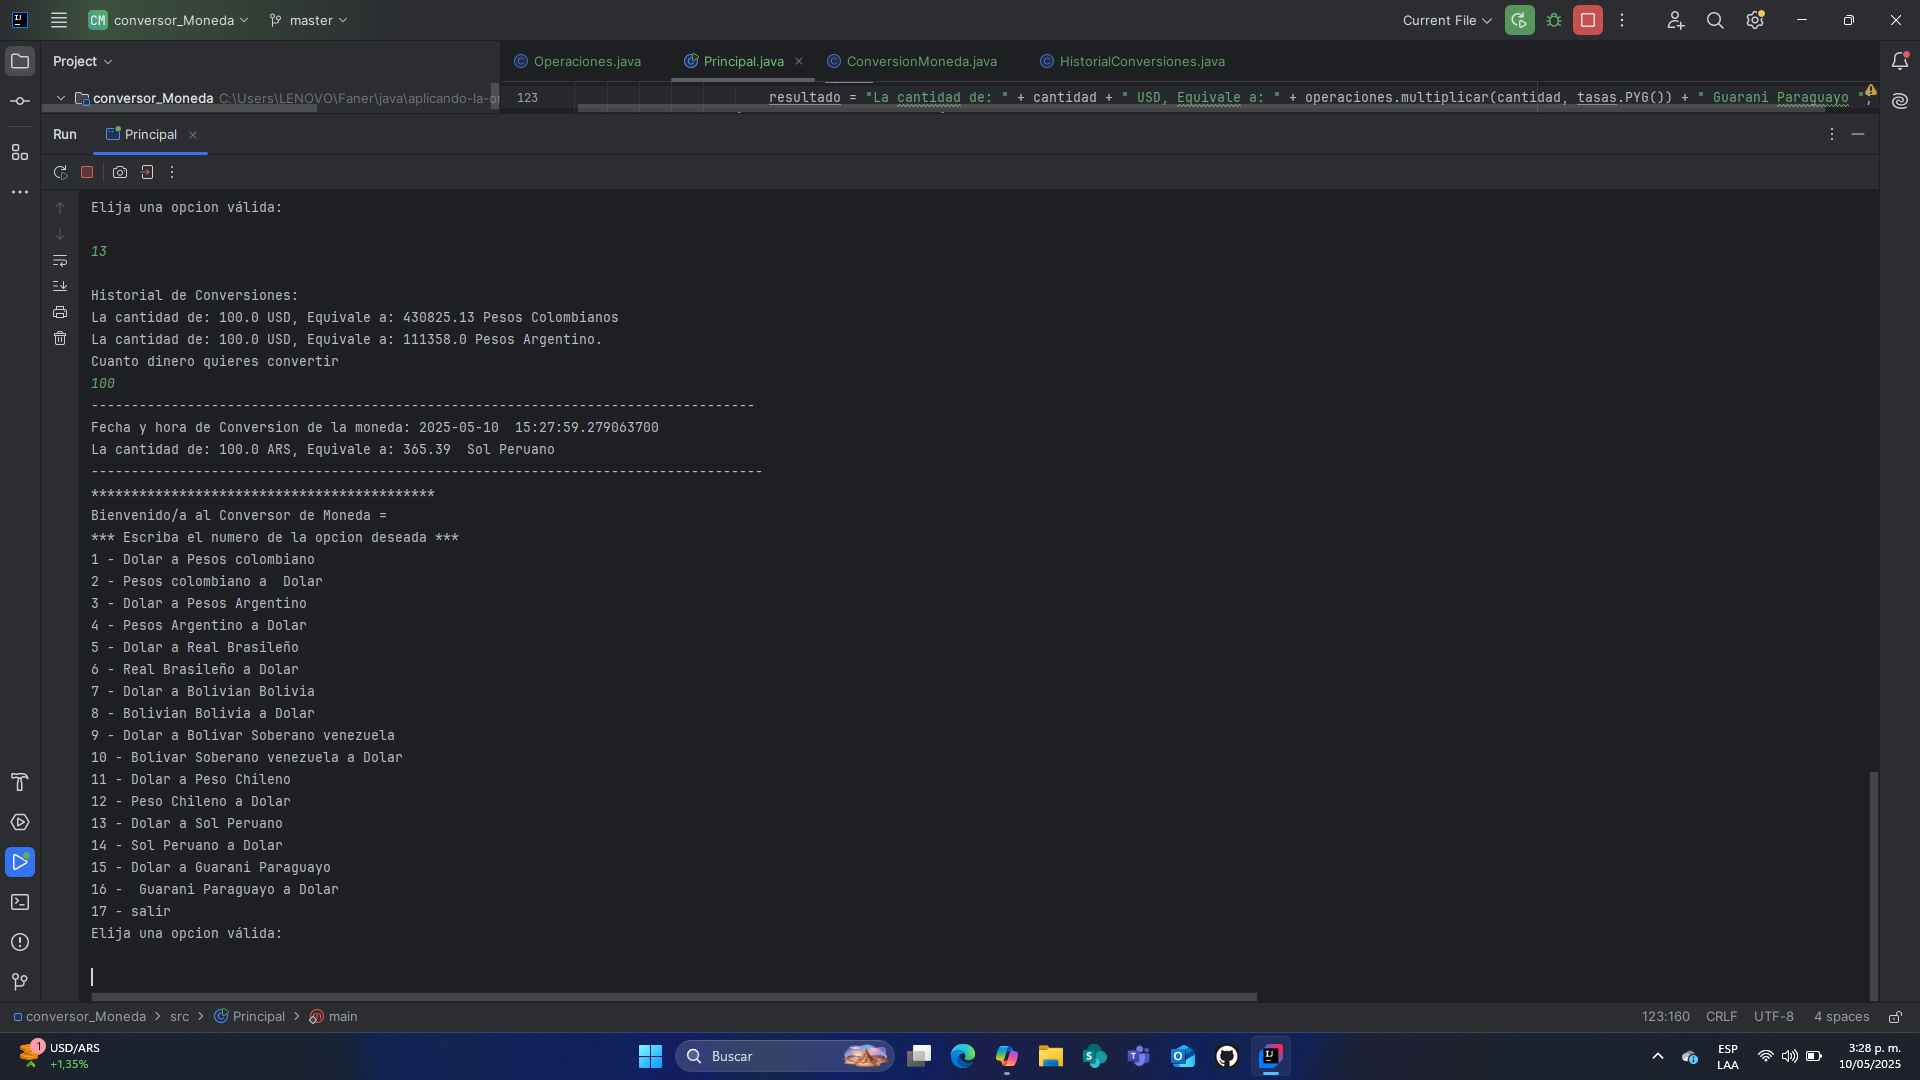 CM conversor_Moneda master Current File
Project Operaciones.java Principal.java ConversionMoneda.java HistorialConversiones.java
conversor_Moneda C:\Users\LENOVO\Faner\java\aplicando-la-or
123 resultado = "La cantidad de: " + cantidad + " USD, Equivale a: " + operaciones.multiplicar(cantidad, tasas.PYG()) + " Guarani Paraguayo ";
Run Principal
Elija una opcion válida:
13
Historial de Conversiones:
La cantidad de: 100.0 USD, Equivale a: 430825.13 Pesos Colombianos
La cantidad de: 100.0 USD, Equivale a: 111358.0 Pesos Argentino.
Cuanto dinero quieres convertir
100
-----------------------------------------------------------------------------------
Fecha y hora de Conversion de la moneda: 2025-05-10  15:27:59.279063700
La cantidad de: 100.0 ARS, Equivale a: 365.39  Sol Peruano
------------------------------------------------------------------------------------
*******************************************
Bienvenido/a al Conversor de Moneda =
*** Escriba el numero de la opcion deseada ***
1 - Dolar a Pesos colombiano
2 - Pesos colombiano a  Dolar
3 - Dolar a Pesos Argentino
4 - Pesos Argentino a Dolar
5 - Dolar a Real Brasileño
6 - Real Brasileño a Dolar
7 - Dolar a Bolivian Bolivia
8 - Bolivian Bolivia a Dolar
9 - Dolar a Bolivar Soberano venezuela
10 - Bolivar Soberano venezuela a Dolar
11 - Dolar a Peso Chileno
12 - Peso Chileno a Dolar
13 - Dolar a Sol Peruano
14 - Sol Peruano a Dolar
15 - Dolar a Guarani Paraguayo
16 -  Guarani Paraguayo a Dolar
17 - salir
Elija una opcion válida:
conversor_Moneda > src > Principal > main 123:160 CRLF UTF-8 4 spaces
1 USD/ARS
+1,35%
Buscar
ESP
LAA
3:28 p. m.
10/05/2025